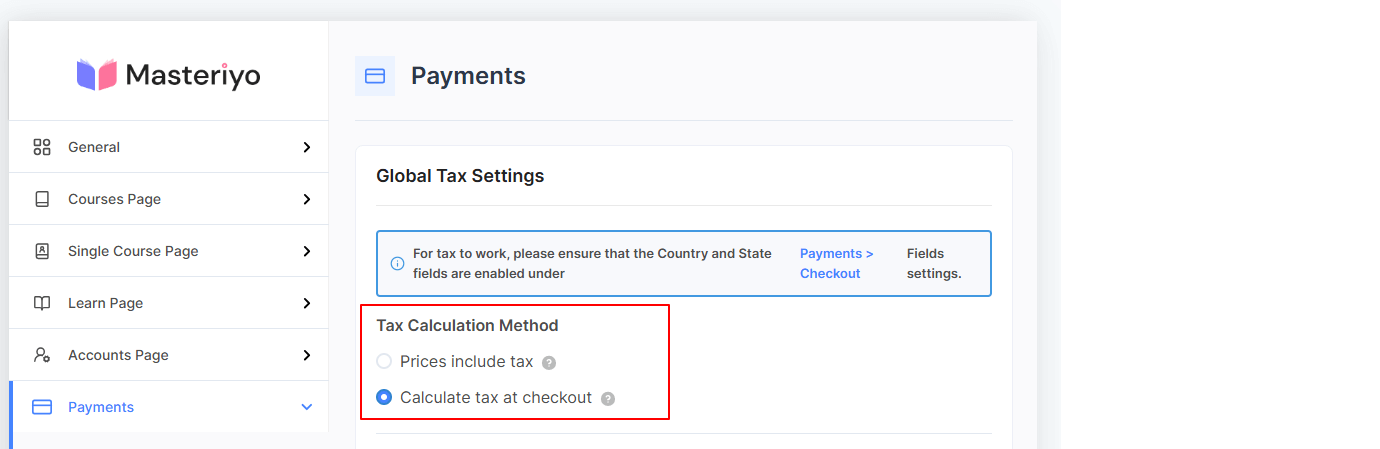 Masteriyo
General
Courses Page
Single Course Page
Learn Page
Accounts Page
Payments
Payments
Global Tax Settings
For tax to work, please ensure that the Country and State
fields are enabled under
Payments >
Checkout
Fields
settings.
Tax Calculation Method
Prices include tax ?
Calculate tax at checkout ?